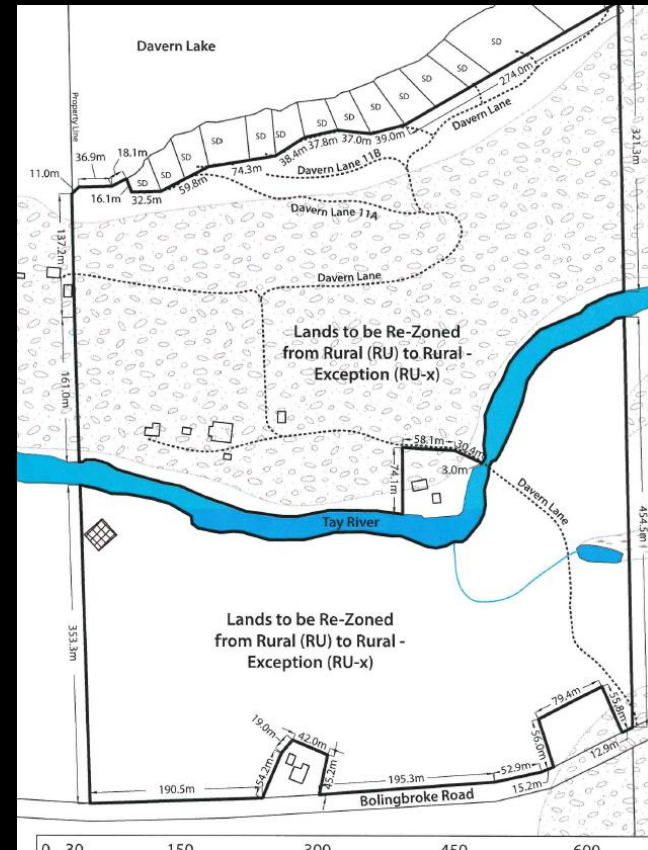 Davern Lake
SD
SD
SD
SD
SD
SD
SD
SD
SD
SD
SD
274.0m
Davern Lane
Property Line
321.3m
36.9m
18.1m
11.0m
16.1m
32.5m
59.8m
74.3m
38.4m
37.8m
37.0m
39.0m
Davern Lane 11B
Davern Lane 11A
137.2m
Davern Lane
Lands to be Re-Zoned
from Rural (RU) to Rural -
Exception (RU-x)
161.0m
58.1m
30.4m
3.0m
74.1m
Davern Lane
Tay River
454.5m
Lands to be Re-Zoned
from Rural (RU) to Rural -
Exception (RU-x)
353.3m
79.4m
55.8m
56.0m
12.9m
19.0m
42.0m
54.2m
45.2m
190.5m
195.3m
52.9m
15.2m
Bolingbroke Road
0 30 150 300 450 600